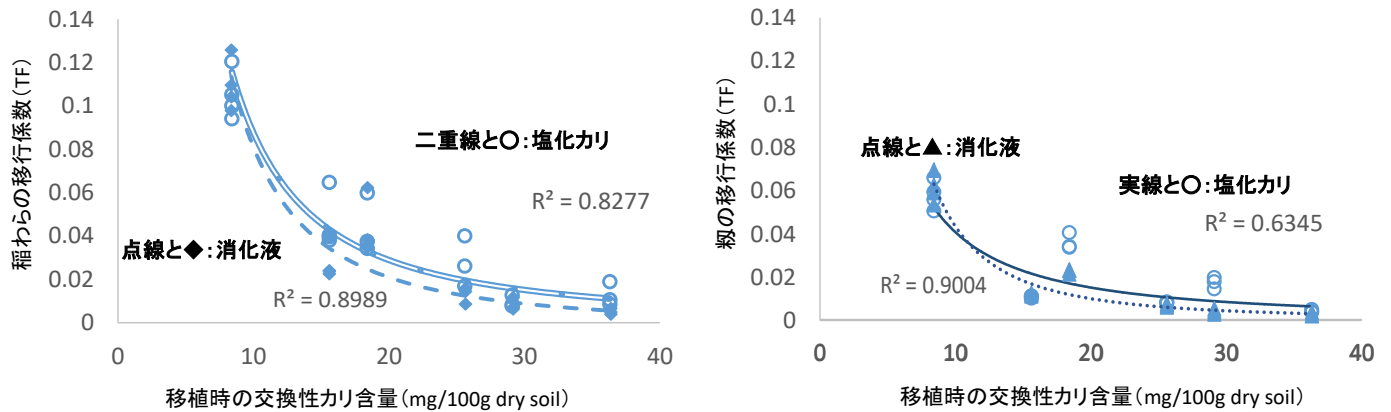 稲わらの移行係数(TF)
0.14
0.12
0.1
0.08
0.06
0.04
0.02
0
二重線と○:塩化カリ
R² = 0.8277
点線と◆:消化液
R² = 0.8989
0 10 20 30 40
移植時の交換性カリ含量(mg/100g dry soil)
籾の移行係数(TF)
0.14
0.12
0.1
0.08
0.06
0.04
0.02
0
点線と▲:消化液
実線と○:塩化カリ
R² = 0.6345
R² = 0.9004
0 10 20 30 40
移植時の交換性カリ含量(mg/100g dry soil)